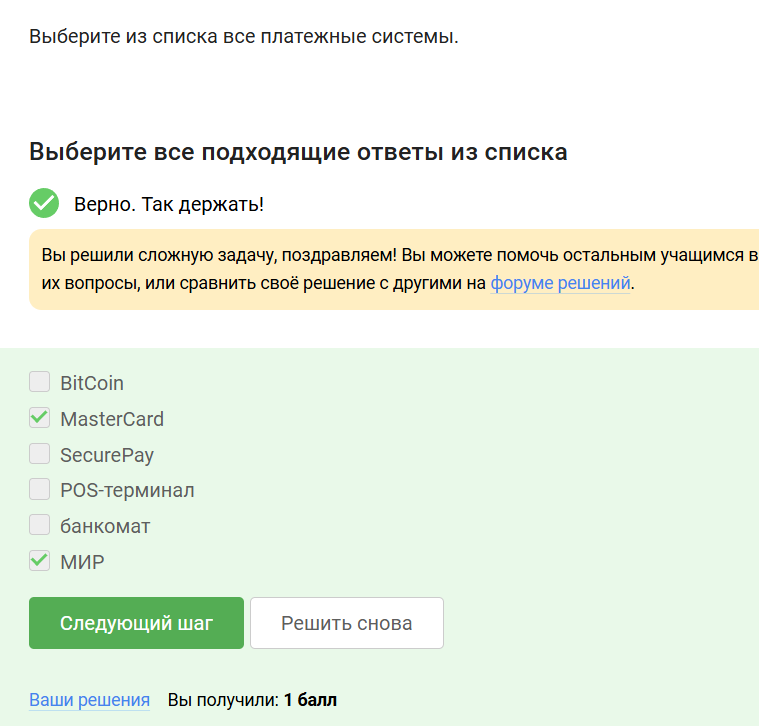 Выберите из списка все платежные системы.
Выберите все подходящие ответы из списка
Верно. Так держать!
Вы решили сложную задачу, поздравляем! Вы можете помочь остальным учащимся в
их вопросы, или сравнить своё решение с другими на форуме решений.
BitCoin
MasterCard
SecurePay
POS-терминал
банкомат
МИР
Следующий шаг Решить снова
Ваши решения Вы получили: 1 балл